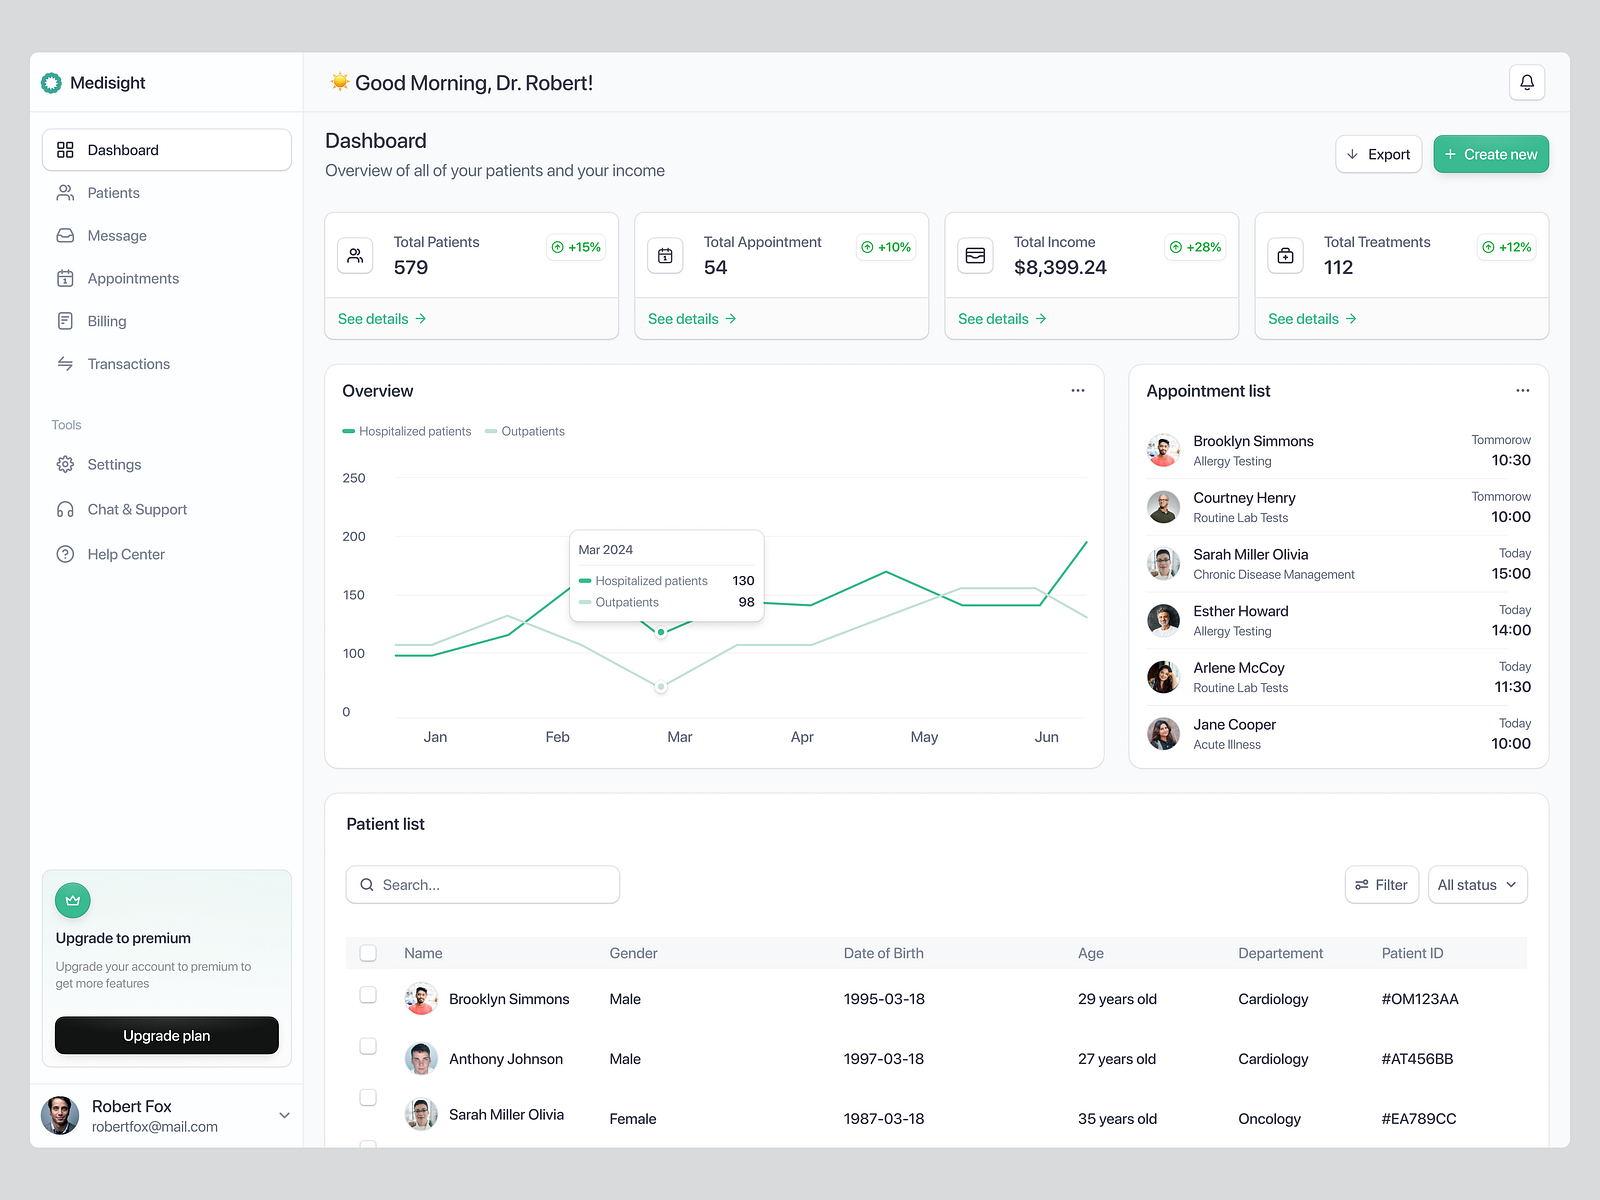 Medisight
Good Morning, Dr. Robert!
Dashboard
Patients
Message
Appointments
Billing
Transactions
Tools
Settings
Chat & Support
Help Center
Upgrade to premium
Upgrade your account to premium to
get more features
Upgrade plan
Robert Fox
robertfox@mail.com
Dashboard
Overview of all of your patients and your income
Export
+ Create new
Total Patients
579
+15%
See details →
Total Appointment
54
+10%
See details →
Total Income
$8,399.24
+28%
See details →
Total Treatments
112
+12%
See details →
Overview
Hospitalized patients Outpatients
250
200
150
100
0
Mar 2024
Hospitalized patients 130
Outpatients 98
Jan Feb Mar Apr May Jun
Appointment list
Brooklyn Simmons Tommorow
Allergy Testing 10:30
Courtney Henry Tommorow
Routine Lab Tests 10:00
Sarah Miller Olivia Today
Chronic Disease Management 15:00
Esther Howard Today
Allergy Testing 14:00
Arlene McCoy Today
Routine Lab Tests 11:30
Jane Cooper Today
Acute Illness 10:00
Patient list
Search...
Filter
All status
Name Gender Date of Birth Age Departement Patient ID
Brooklyn Simmons Male 1995-03-18 29 years old Cardiology #OM123AA
Anthony Johnson Male 1997-03-18 27 years old Cardiology #AT456BB
Sarah Miller Olivia Female 1987-03-18 35 years old Oncology #EA789CC